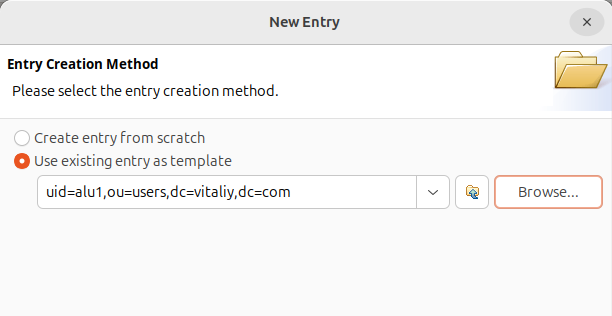 New Entry
Entry Creation Method
Please select the entry creation method.
Create entry from scratch
Use existing entry as template
uid=alu1,ou=users,dc=vitaliy,dc=com
Browse...